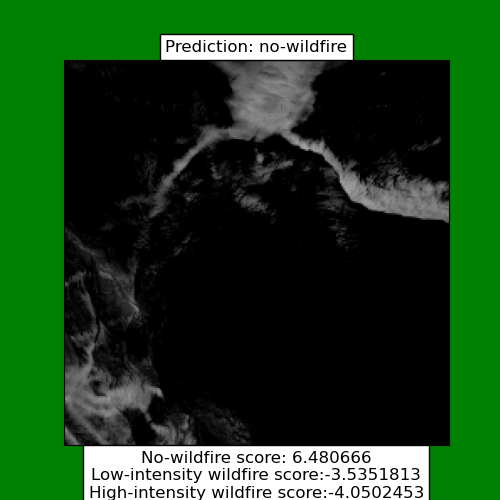 Prediction: no-wildfire
No-wildfire score: 6.480666
Low-intensity wildfire score:-3.5351813
High-intensity wildfire score:-4.0502453